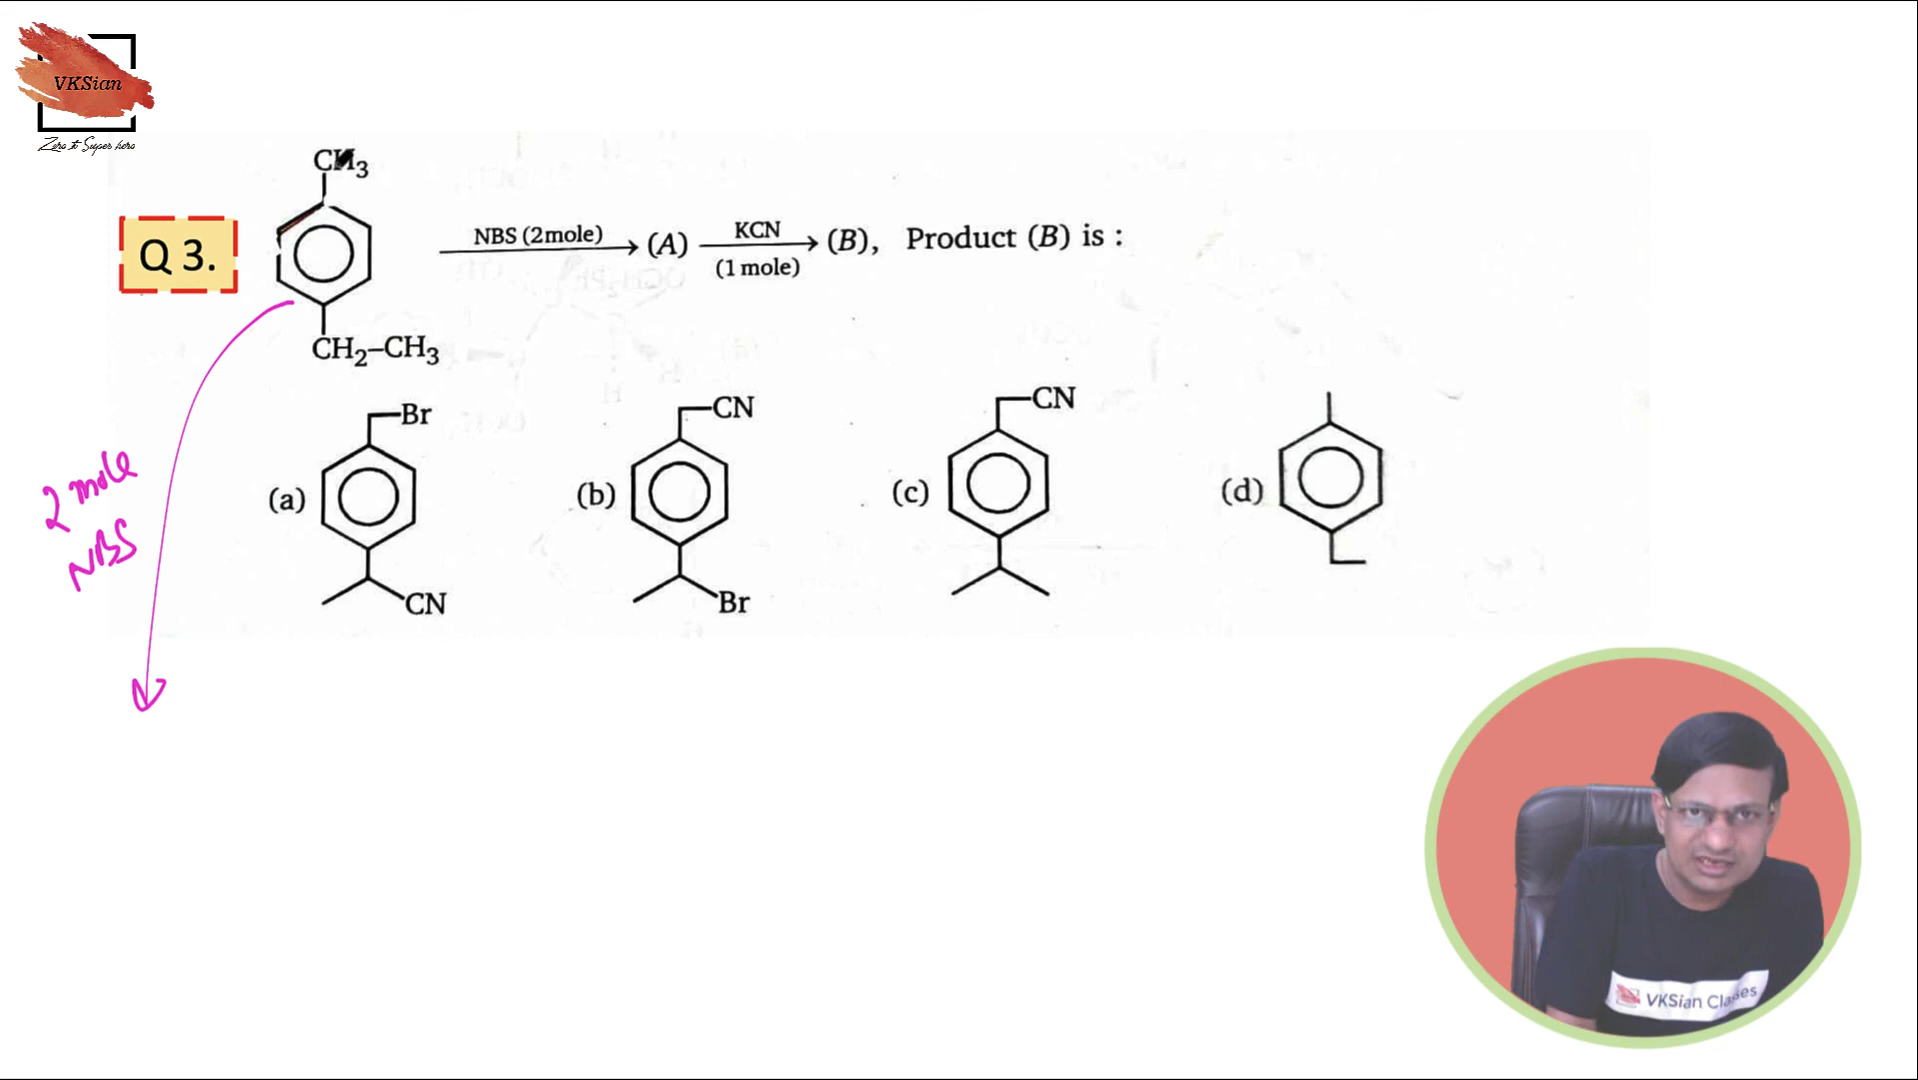 VKSian
Zero to Super hero
Q 3.
CH3
CH2–CH3
NBS (2mole)
(A)
KCN
(1 mole)
(B), Product (B) is :
(a)
Br
CN
(b)
CN
Br
(c)
CN
(d)
2 mole
NBS
VKSian Classes